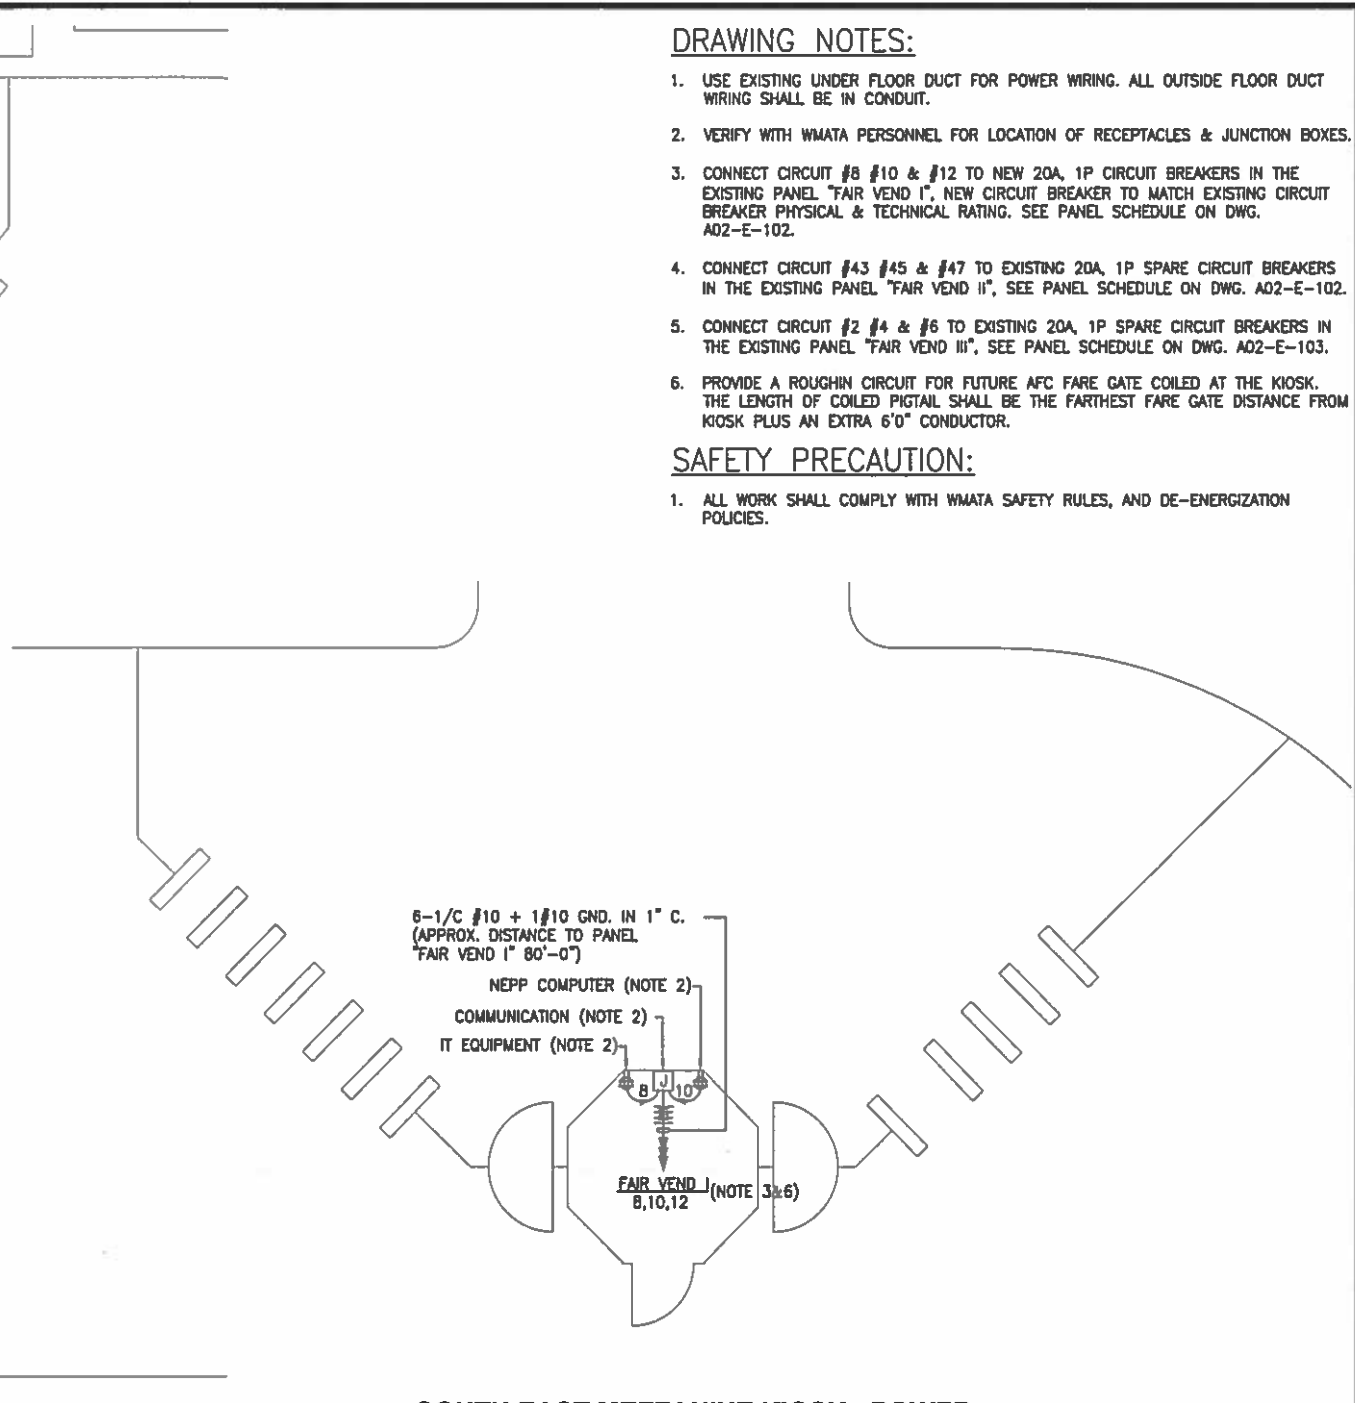 DRAWING NOTES:
1. USE EXISTING UNDER FLOOR DUCT FOR POWER WIRING. ALL OUTSIDE FLOOR DUCT
WIRING SHALL BE IN CONDUIT.
2. VERIFY WITH WMATA PERSONNEL FOR LOCATION OF RECEPTACLES & JUNCTION BOXES.
3. CONNECT CIRCUIT #8 #10 & #12 TO NEW 20A, 1P CIRCUIT BREAKERS IN THE
EXISTING PANEL "FAIR VEND I", NEW CIRCUIT BREAKER TO MATCH EXISTING CIRCUIT
BREAKER PHYSICAL & TECHNICAL RATING. SEE PANEL SCHEDULE ON DWG.
A02-E-102.
4. CONNECT CIRCUIT #43 #45 & #47 TO EXISTING 20A, 1P SPARE CIRCUIT BREAKERS
IN THE EXISTING PANEL "FAIR VEND II", SEE PANEL SCHEDULE ON DWG. A02-E-102.
5. CONNECT CIRCUIT #2 #4 & #6 TO EXISTING 20A, 1P SPARE CIRCUIT BREAKERS IN
THE EXISTING PANEL "FAIR VEND III", SEE PANEL SCHEDULE ON DWG. A02-E-103.
6. PROVIDE A ROUGHIN CIRCUIT FOR FUTURE AFC FARE GATE COILED AT THE KIOSK.
THE LENGTH OF COILED PIGTAIL SHALL BE THE FARTHEST FARE GATE DISTANCE FROM
KIOSK PLUS AN EXTRA 6'0" CONDUCTOR.
SAFETY PRECAUTION:
1. ALL WORK SHALL COMPLY WITH WMATA SAFETY RULES, AND DE-ENERGIZATION
POLICIES.
6-1/C #10 + 1#10 GND. IN 1" C.
(APPROX. DISTANCE TO PANEL
"FAIR VEND I" 80'-0")
NEPP COMPUTER (NOTE 2)
COMMUNICATION (NOTE 2)
IT EQUIPMENT (NOTE 2)
8 J 10
FAIR VEND I (NOTE 3&6)
8,10,12